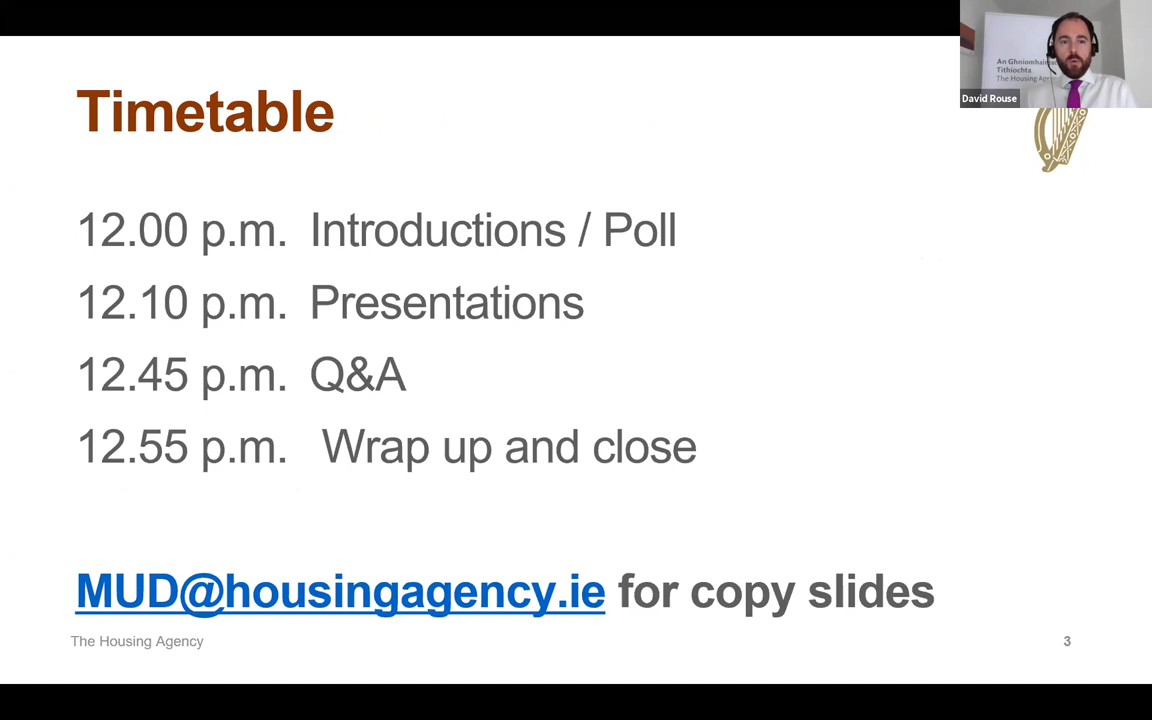 Timetable
12.00 p.m. Introductions / Poll
12.10 p.m. Presentations
12.45 p.m. Q&A
12.55 p.m. Wrap up and close
MUD@housingagency.ie for copy slides
The Housing Agency
3
An Ghníomhaireacht
Tithíochta
The Housing Agency
David Rouse